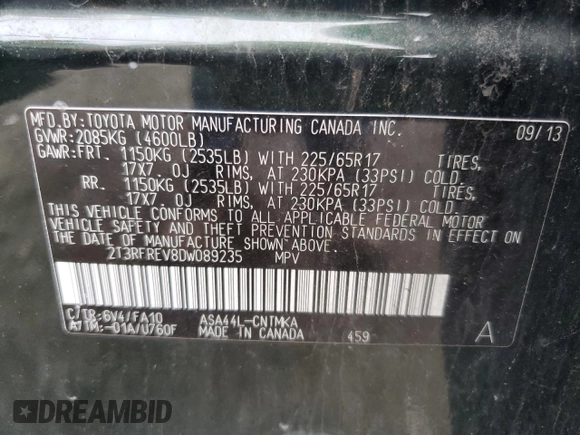 MFD.BY:TOYOTA MOTOR MANUFACTURING CANADA INC. 09/13
GVWR:2085KG (4600LB)
GAWR:FRT. 1150KG (2535LB) WITH 225/65R17 TIRES,
17X7. 0J RIMS, AT 230KPA (33PSI) COLD
RR. 1150KG (2535LB) WITH 225/65R17 TIRES,
17X7. 0J RIMS, AT 230KPA (33PSI) COLD
THIS VEHICLE CONFORMS TO ALL APPLICABLE FEDERAL MOTOR
VEHICLE SAFETY AND THEFT PREVENTION STANDARDS IN EFFECT ON
THE DATE OF MANUFACTURE SHOWN ABOVE.
2T3RFREV8DW089235 MPV
C/TR:6V4/FA10 ASA44L-CNTMKA
A/TM:-01A/U760F MADE IN CANADA 459 A
DREAMBID